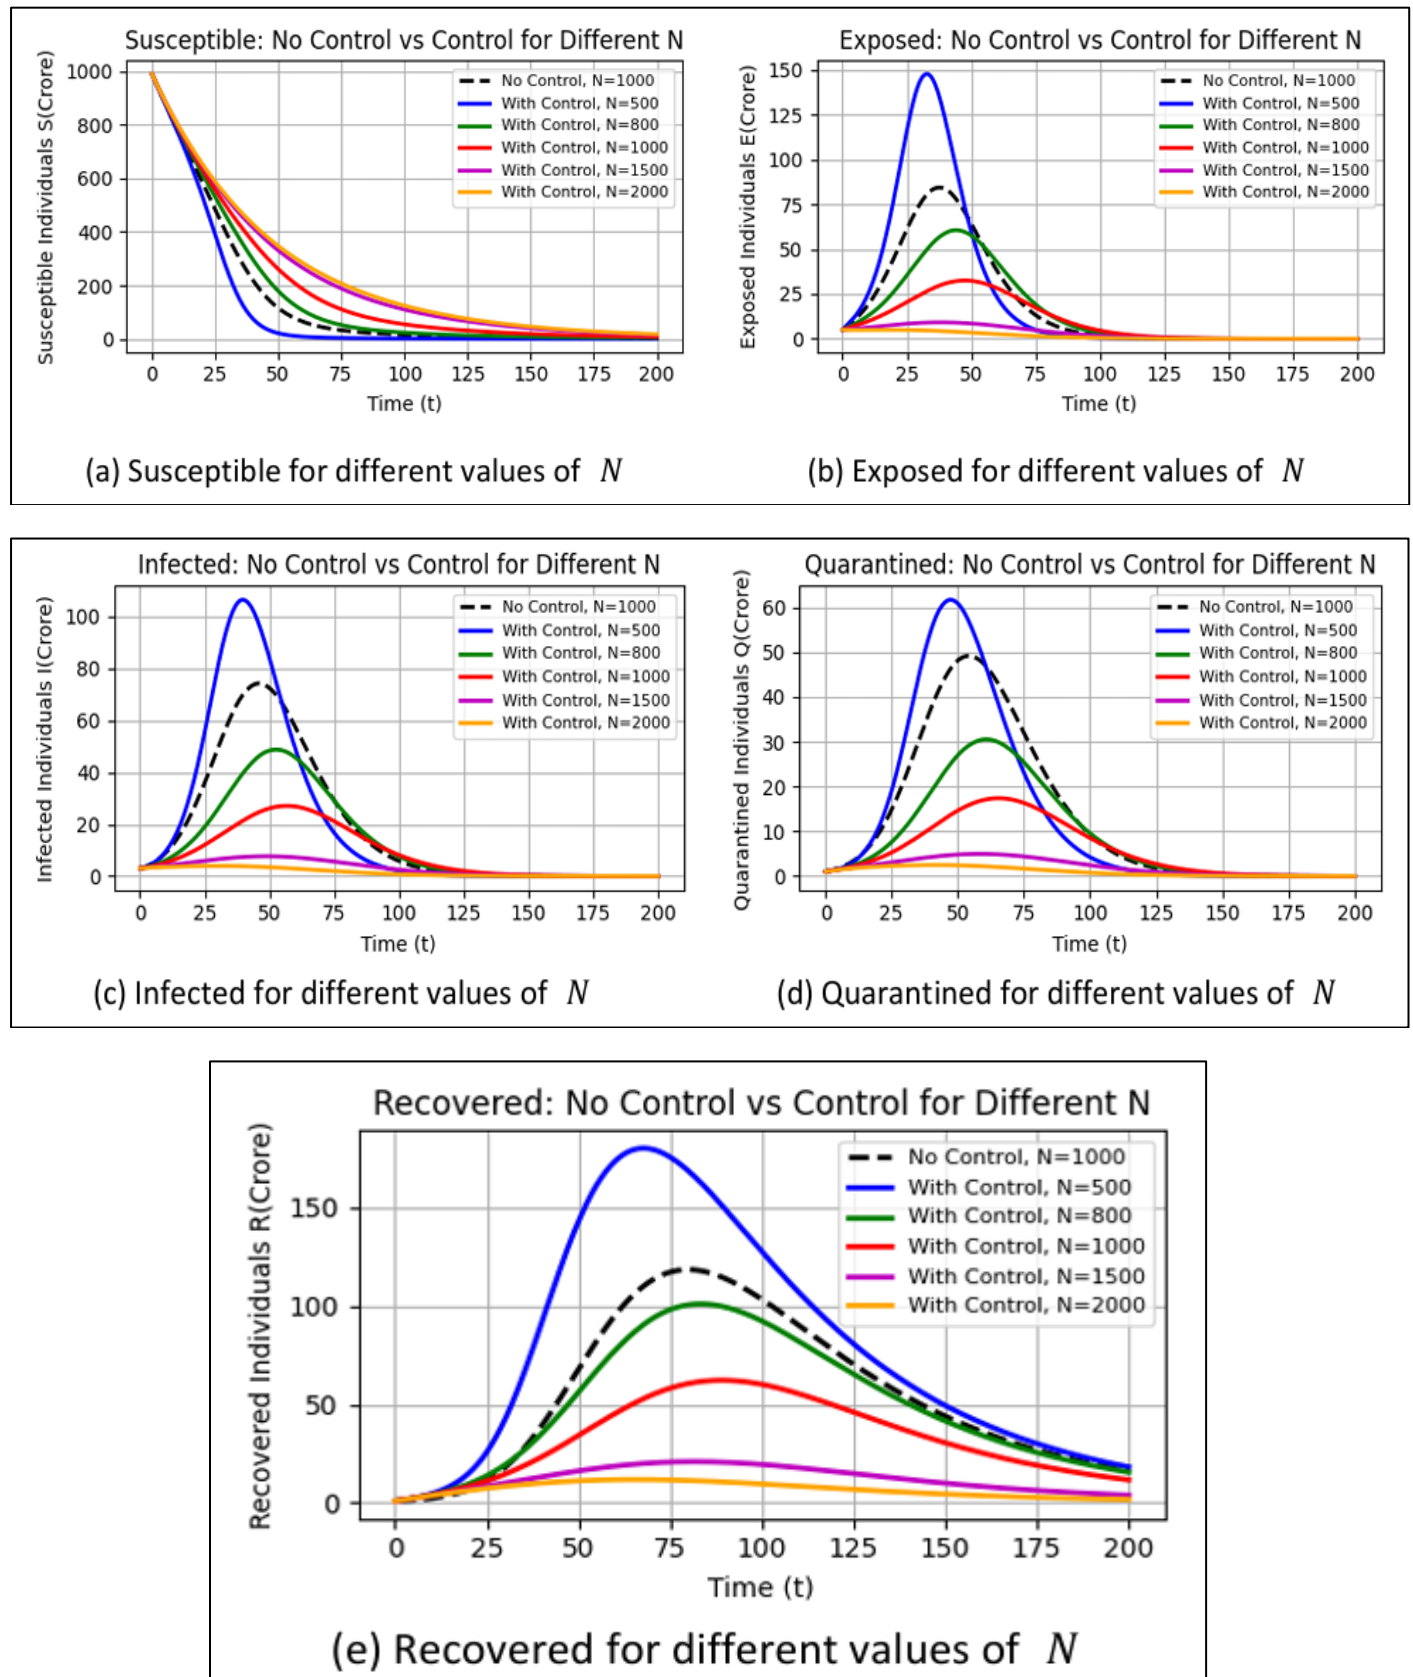 Susceptible: No Control vs Control for Different N
Susceptible Individuals S(Crore)
1000
800
600
400
200
0
No Control, N=1000
With Control, N=500
With Control, N=800
With Control, N=1000
With Control, N=1500
With Control, N=2000
0 25 50 75 100 125 150 175 200
Time (t)
(a) Susceptible for different values of N
Exposed: No Control vs Control for Different N
Exposed Individuals E(Crore)
150
125
100
75
50
25
0
No Control, N=1000
With Control, N=500
With Control, N=800
With Control, N=1000
With Control, N=1500
With Control, N=2000
0 25 50 75 100 125 150 175 200
Time (t)
(b) Exposed for different values of N
Infected: No Control vs Control for Different N
Infected Individuals I(Crore)
100
80
60
40
20
0
No Control, N=1000
With Control, N=500
With Control, N=800
With Control, N=1000
With Control, N=1500
With Control, N=2000
0 25 50 75 100 125 150 175 200
Time (t)
(c) Infected for different values of N
Quarantined: No Control vs Control for Different N
Quarantined Individuals Q(Crore)
60
50
40
30
20
10
0
No Control, N=1000
With Control, N=500
With Control, N=800
With Control, N=1000
With Control, N=1500
With Control, N=2000
0 25 50 75 100 125 150 175 200
Time (t)
(d) Quarantined for different values of N
Recovered: No Control vs Control for Different N
Recovered Individuals R(Crore)
150
100
50
0
No Control, N=1000
With Control, N=500
With Control, N=800
With Control, N=1000
With Control, N=1500
With Control, N=2000
0 25 50 75 100 125 150 175 200
Time (t)
(e) Recovered for different values of N